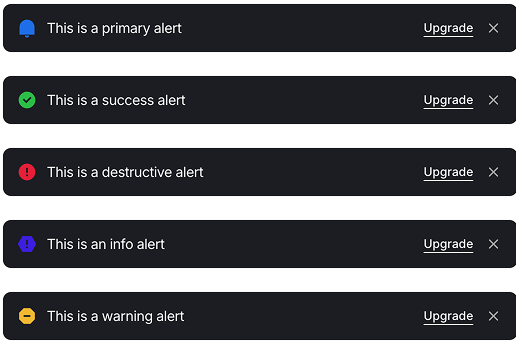 This is a primary alert Upgrade
This is a success alert Upgrade
This is a destructive alert Upgrade
This is an info alert Upgrade
This is a warning alert Upgrade